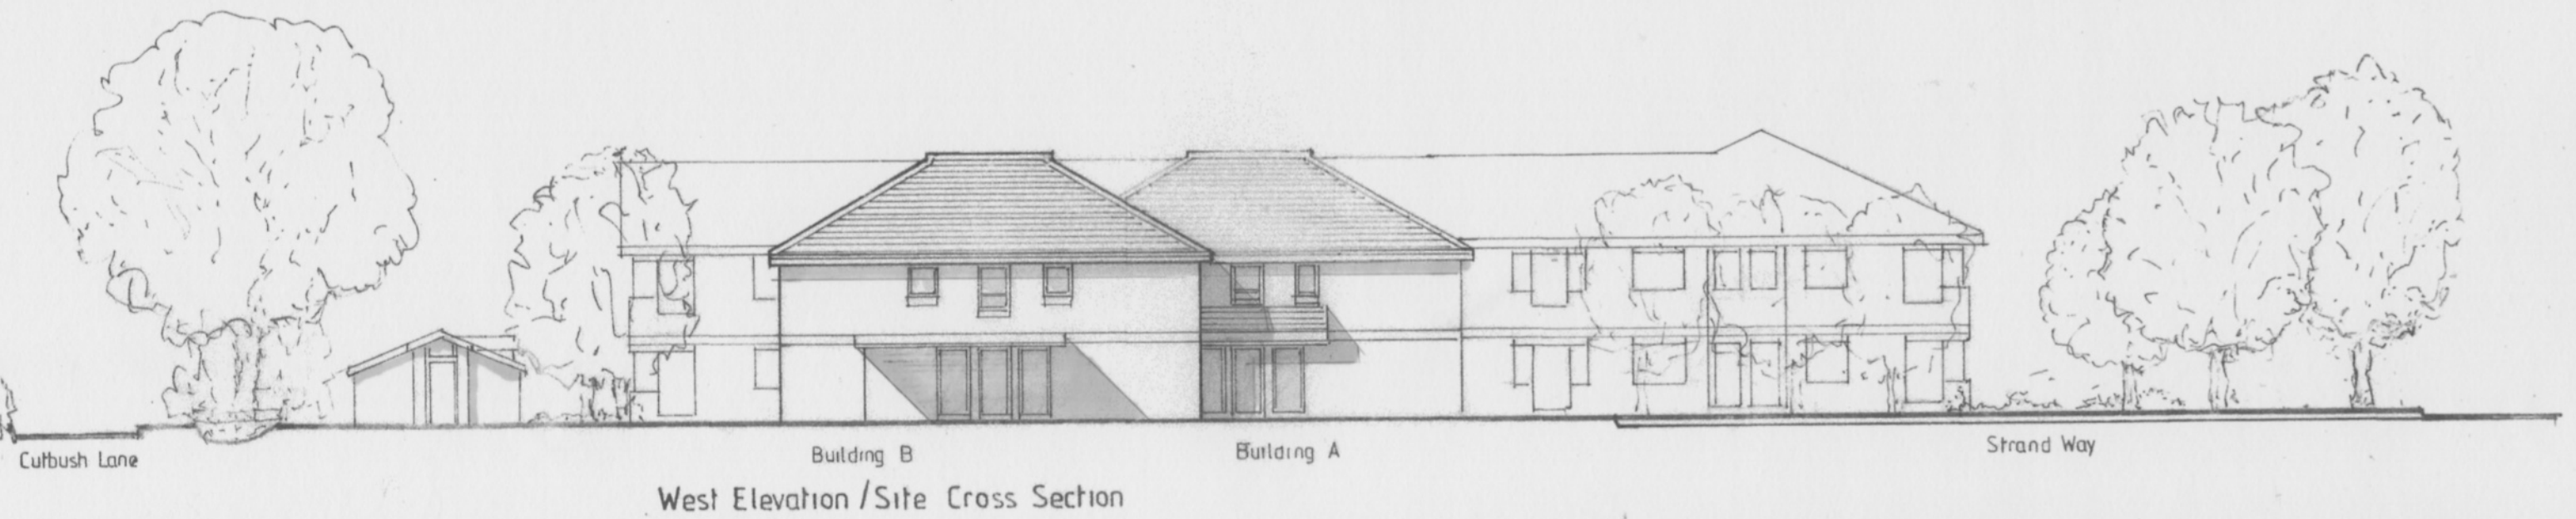 Cutbush Lane
Building B
Building A
Strand Way
West Elevation / Site Cross Section